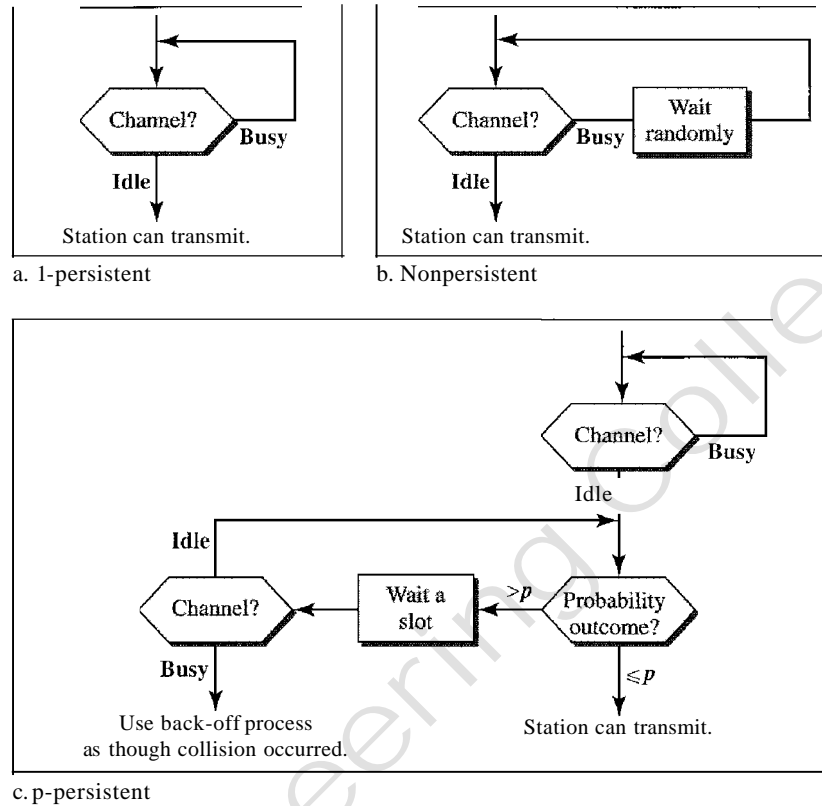 Channel?
Busy
Idle
Station can transmit.
a. 1-persistent
Channel?
Busy
Wait
randomly
Idle
Station can transmit.
b. Nonpersistent
Channel?
Busy
Idle
Idle
Channel?
Wait a
slot
>p
Probability
outcome?
Busy
≤p
Use back-off process
as though collision occurred.
Station can transmit.
c. p-persistent
eering Colle